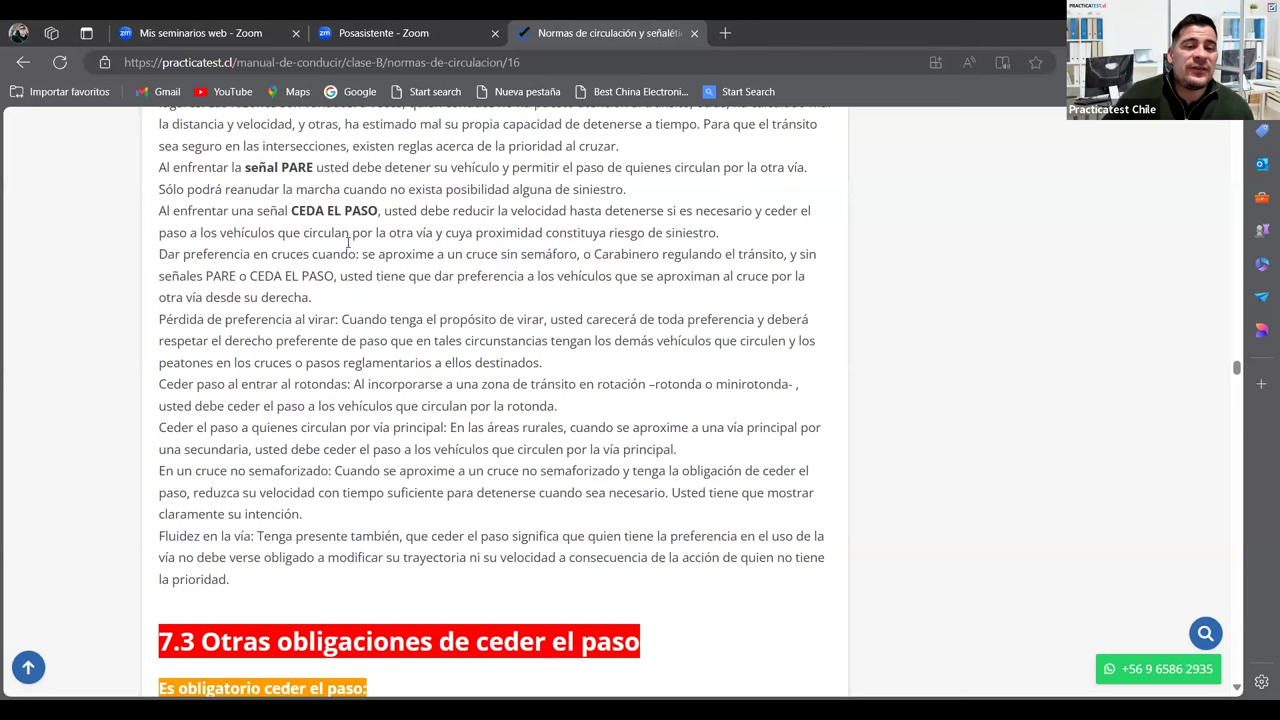 PRACTICATEST.cl
Practicatest Chile
Mis seminarios web - Zoom
Posasistente - Zoom
Normas de circulación y señaléti
https://practicatest.cl/manual-de-conducir/clase-B/normas-de-circulacion/16
Importar favoritos
Gmail
YouTube
Maps
Google
Start search
Nueva pestaña
Best China Electroni...
Start Search
la distancia y velocidad, y otras, ha estimado mal su propia capacidad de detenerse a tiempo. Para que el tránsito
sea seguro en las intersecciones, existen reglas acerca de la prioridad al cruzar.
Al enfrentar la señal PARE usted debe detener su vehículo y permitir el paso de quienes circulan por la otra vía.
Sólo podrá reanudar la marcha cuando no exista posibilidad alguna de siniestro.
Al enfrentar una señal CEDA EL PASO, usted debe reducir la velocidad hasta detenerse si es necesario y ceder el
paso a los vehículos que circulan por la otra vía y cuya proximidad constituya riesgo de siniestro.
Dar preferencia en cruces cuando: se aproxime a un cruce sin semáforo, o Carabinero regulando el tránsito, y sin
señales PARE o CEDA EL PASO, usted tiene que dar preferencia a los vehículos que se aproximan al cruce por la
otra vía desde su derecha.
Pérdida de preferencia al virar: Cuando tenga el propósito de virar, usted carecerá de toda preferencia y deberá
respetar el derecho preferente de paso que en tales circunstancias tengan los demás vehículos que circulen y los
peatones en los cruces o pasos reglamentarios a ellos destinados.
Ceder paso al entrar al rotondas: Al incorporarse a una zona de tránsito en rotación –rotonda o minirotonda- ,
usted debe ceder el paso a los vehículos que circulan por la rotonda.
Ceder el paso a quienes circulan por vía principal: En las áreas rurales, cuando se aproxime a una vía principal por
una secundaria, usted debe ceder el paso a los vehículos que circulen por la vía principal.
En un cruce no semaforizado: Cuando se aproxime a un cruce no semaforizado y tenga la obligación de ceder el
paso, reduzca su velocidad con tiempo suficiente para detenerse cuando sea necesario. Usted tiene que mostrar
claramente su intención.
Fluidez en la vía: Tenga presente también, que ceder el paso significa que quien tiene la preferencia en el uso de la
vía no debe verse obligado a modificar su trayectoria ni su velocidad a consecuencia de la acción de quien no tiene
la prioridad.
7.3 Otras obligaciones de ceder el paso
Es obligatorio ceder el paso:
+56 9 6586 2935